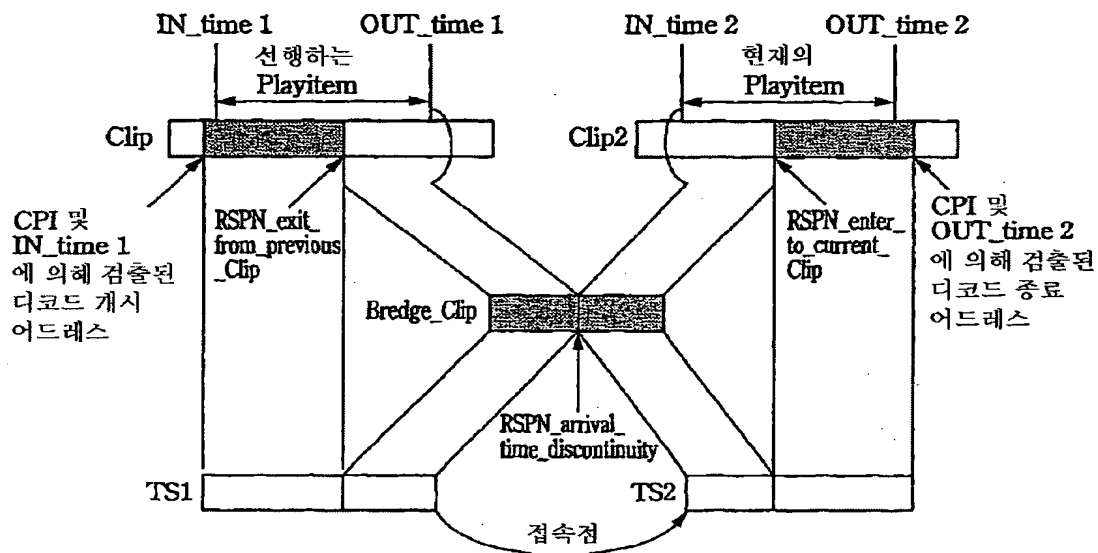 IN_time 1
OUT_time 1
IN_time 2
OUT_time 2
선행하는
Playitem
현재의
Playitem
Clip
Clip2
CPI 및
IN_time 1
에 의해 검출된
디코드 개시
어드레스
RSPN_exit_
from_previous
_Clip
RSPN_enter_
to_current_
Clip
CPI 및
OUT_time 2
에 의해 검출된
디코드 종료
어드레스
Bredge_Clip
RSPN_arrival_
time_discontinuity
TS1
TS2
접속점